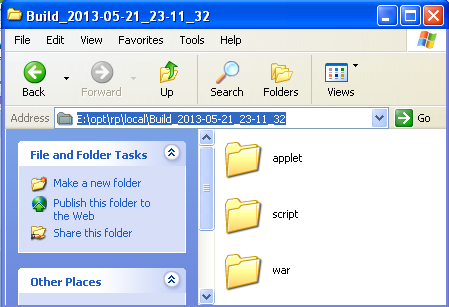 Build_2013-05-21_23-11_32
File Edit View Favorites Tools Help
Back Forward Up Search Folders Views
Address E:\opt\rp\local\Build_2013-05-21_23-11_32 Go
File and Folder Tasks
Make a new folder
Publish this folder to
the Web
Share this folder
Other Places
applet
script
war